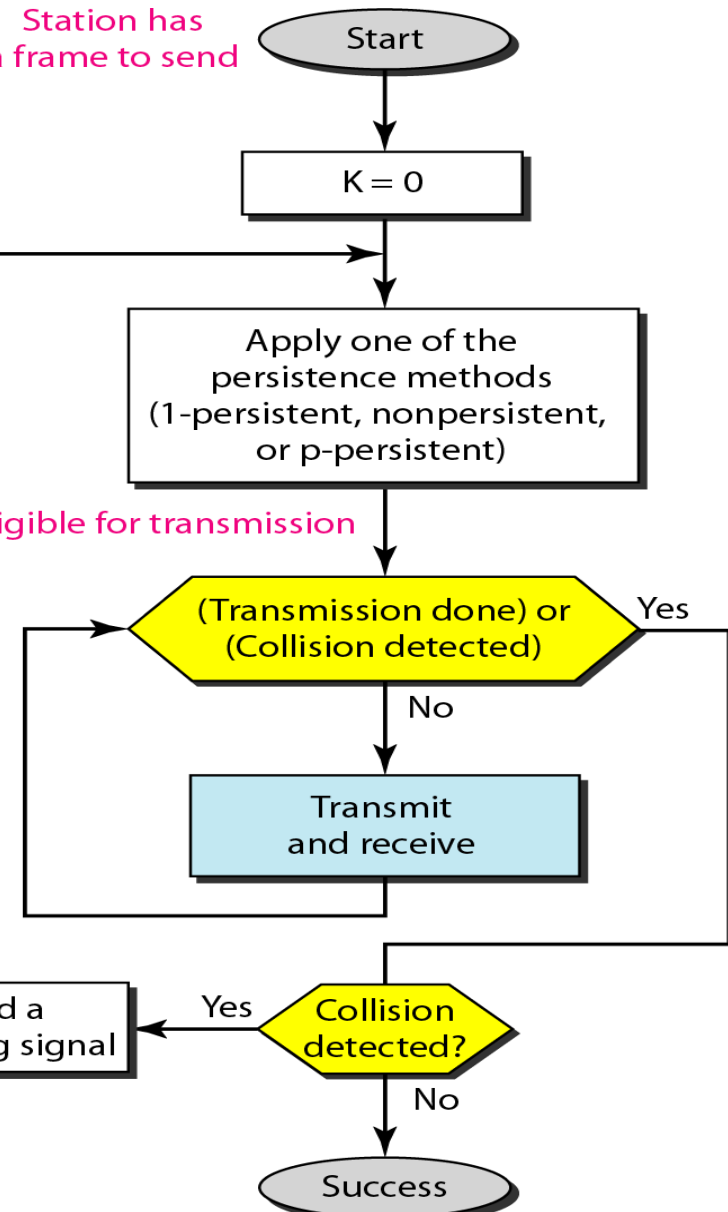 Station has
frame to send
Start
K = 0
Apply one of the
persistence methods
(1-persistent, nonpersistent,
or p-persistent)
for transmission
(Transmission done) or
(Collision detected)
Yes
No
Transmit
and receive
a
signal
Yes
Collision
detected?
No
Success